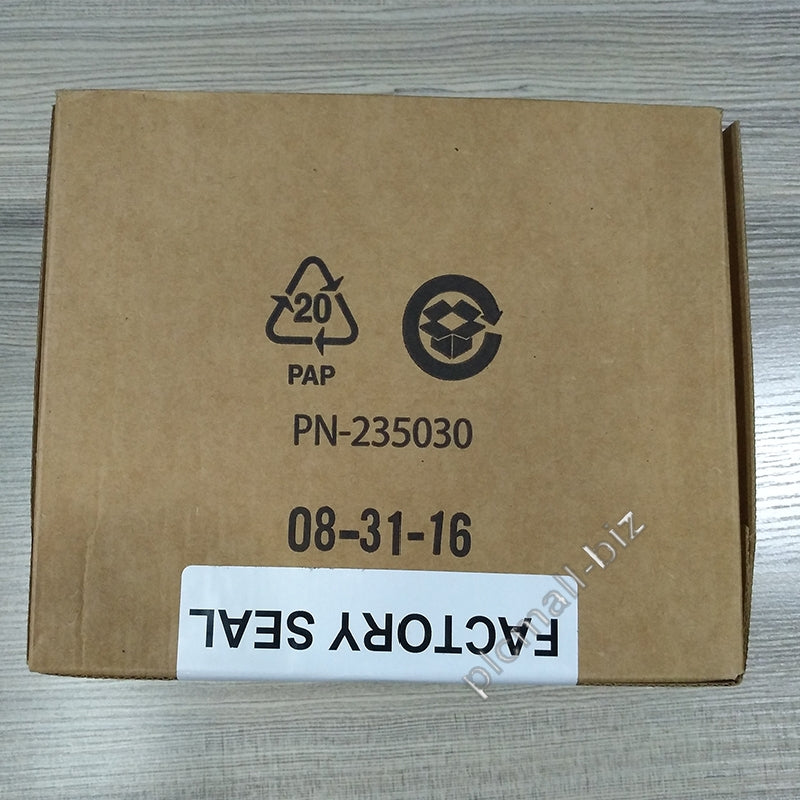 20
PAP
PN-235030
08-31-16
FACTORY SEAL
plcmall-biz